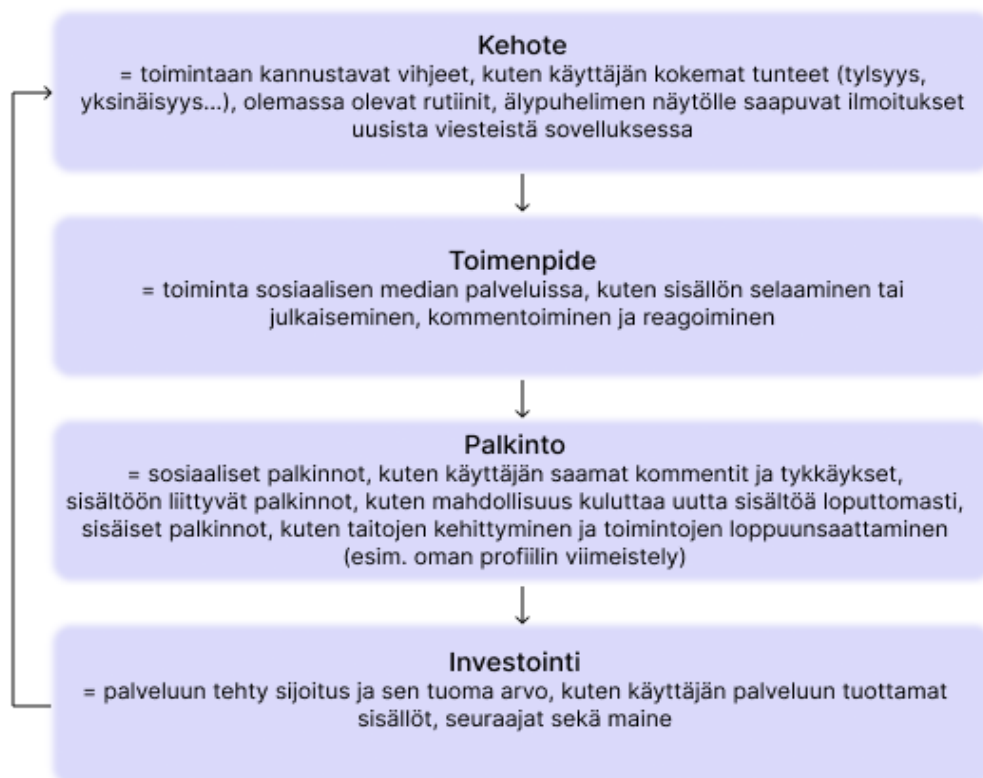 Kehote
= toimintaan kannustavat vihjeet, kuten käyttäjän kokemat tunteet (tylsyys,
yksinäisyys...), olemassa olevat rutiinit, älypuhelimen näytölle saapuvat ilmoitukset
uusista viesteistä sovelluksessa
Toimenpide
= toiminta sosiaalisen median palveluissa, kuten sisällön selaaminen tai
julkaiseminen, kommentoiminen ja reagoiminen
Palkinto
= sosiaaliset palkinnot, kuten käyttäjän saamat kommentit ja tykkäykset,
sisältöön liittyvät palkinnot, kuten mahdollisuus kuluttaa uutta sisältöä loputtomasti,
sisäiset palkinnot, kuten taitojen kehittyminen ja toimintojen loppuunsaattaminen
(esim. oman profiilin viimeistely)
Investointi
= palveluun tehty sijoitus ja sen tuoma arvo, kuten käyttäjän palveluun tuottamat
sisällöt, seuraajat sekä maine